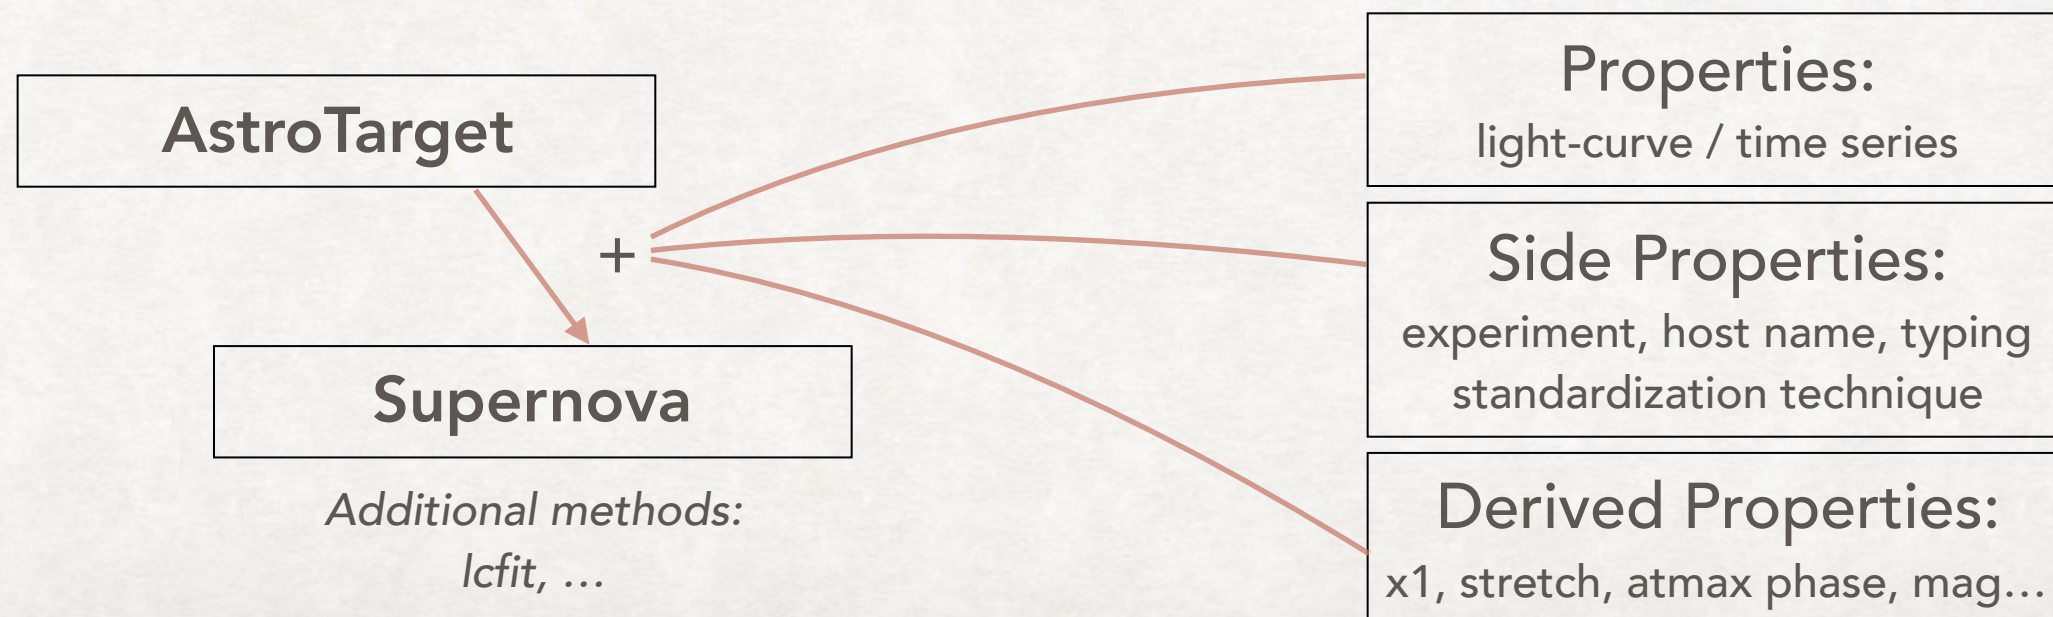 AstroTarget
+
Supernova
Additional methods:
lcfit, …
Properties:
light-curve / time series
Side Properties:
experiment, host name, typing
standardization technique
Derived Properties:
x1, stretch, atmax phase, mag…